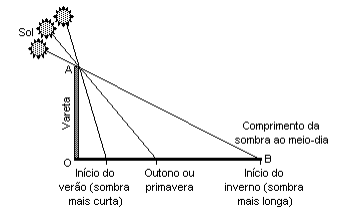 Sol
A
Vareta
Comprimento da
sombra ao meio-dia
O
B
Início do
verão (sombra
mais curta)
Outono ou
primavera
Início do
inverno (sombra
mais longa)